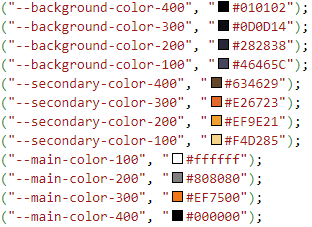 ("--background-color-400", "#010102");
("--background-color-300", "#0D0D14");
("--background-color-200", "#282838");
("--background-color-100", "#46465C");
("--secondary-color-400", "#634629");
("--secondary-color-300", "#E26723");
("--secondary-color-200", "#EF9E21");
("--secondary-color-100", "#F4D285");
("--main-color-100", "#ffffff");
("--main-color-200", "#808080");
("--main-color-300", "#EF7500");
("--main-color-400", "#000000");